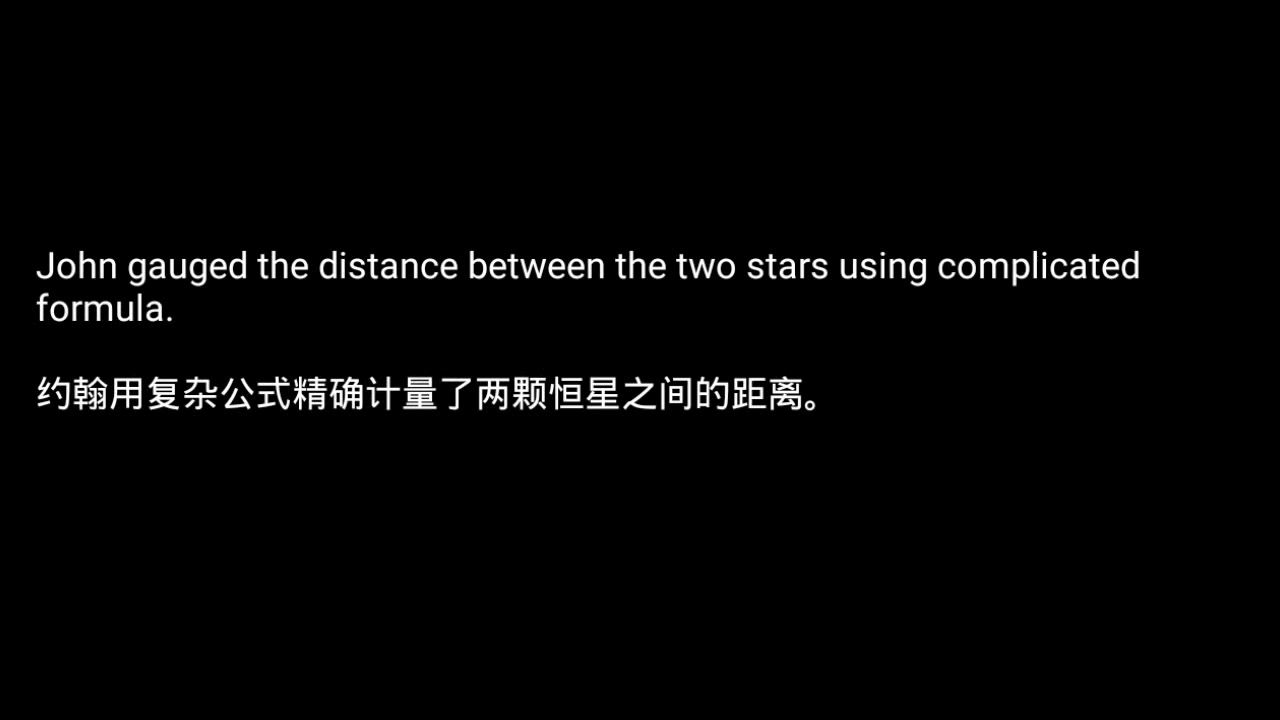 John gauged the distance between the two stars using complicated
formula.
约翰用复杂公式精确计量了两颗恒星之间的距离。